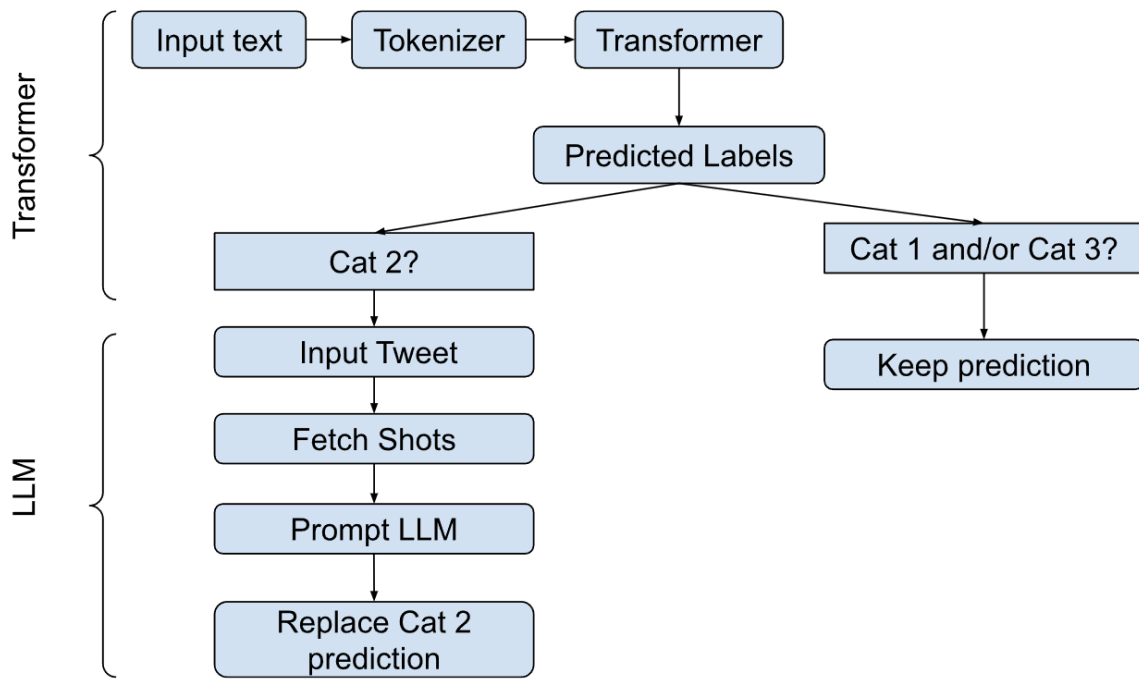 Input text
Tokenizer
Transformer
Transformer
Predicted Labels
Cat 2?
Cat 1 and/or Cat 3?
Input Tweet
Keep prediction
Fetch Shots
LLM
Prompt LLM
Replace Cat 2
prediction